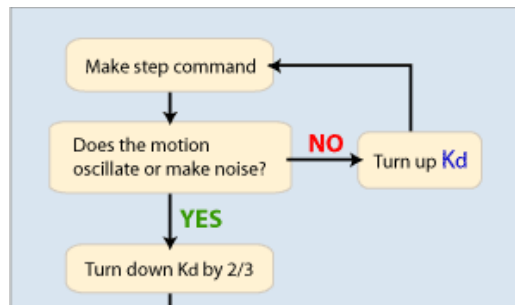 Make step command
Does the motion
oscillate or make noise?
NO
Turn up Kd
YES
Turn down Kd by 2/3